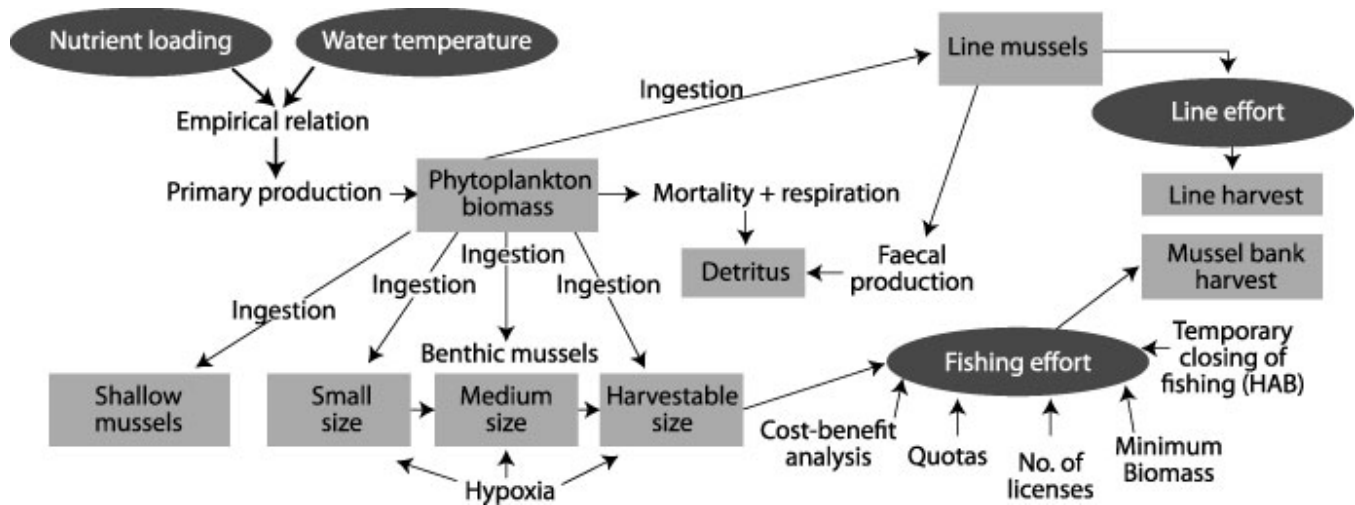 Nutrient loading
Water temperature
Line mussels
Ingestion
Line effort
Empirical relation
Primary production
Phytoplankton
biomass
Mortality + respiration
Line harvest
Ingestion
Ingestion
Ingestion
Ingestion
Detritus
Faecal
production
Mussel bank
harvest
Benthic mussels
Fishing effort
Temporary
closing of
fishing (HAB)
Shallow
mussels
Small
size
Medium
size
Harvestable
size
Cost-benefit
analysis
Quotas
No. of
licenses
Minimum
Biomass
Hypoxia